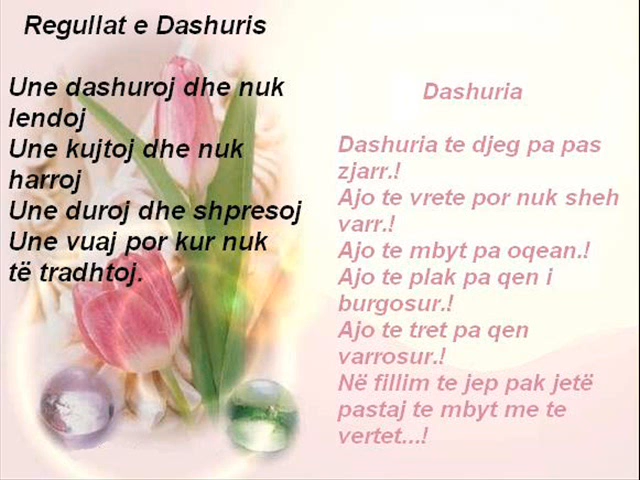 Regullat e Dashuris
Une dashuroj dhe nuk
lendoj
Une kujtoj dhe nuk
harroj
Une duroj dhe shpresoj
Une vuaj por kur nuk
të tradhtoj.
Dashuria
Dashuria te djeg pa pas
zjarr.!
Ajo te vrete por nuk sheh
varr.!
Ajo te mbyt pa oqean.!
Ajo te plak pa qen i
burgosur.!
Ajo te tret pa qen
varrosur.!
Në fillim te jep pak jetë
pastaj te mbyt me te
vertet...!